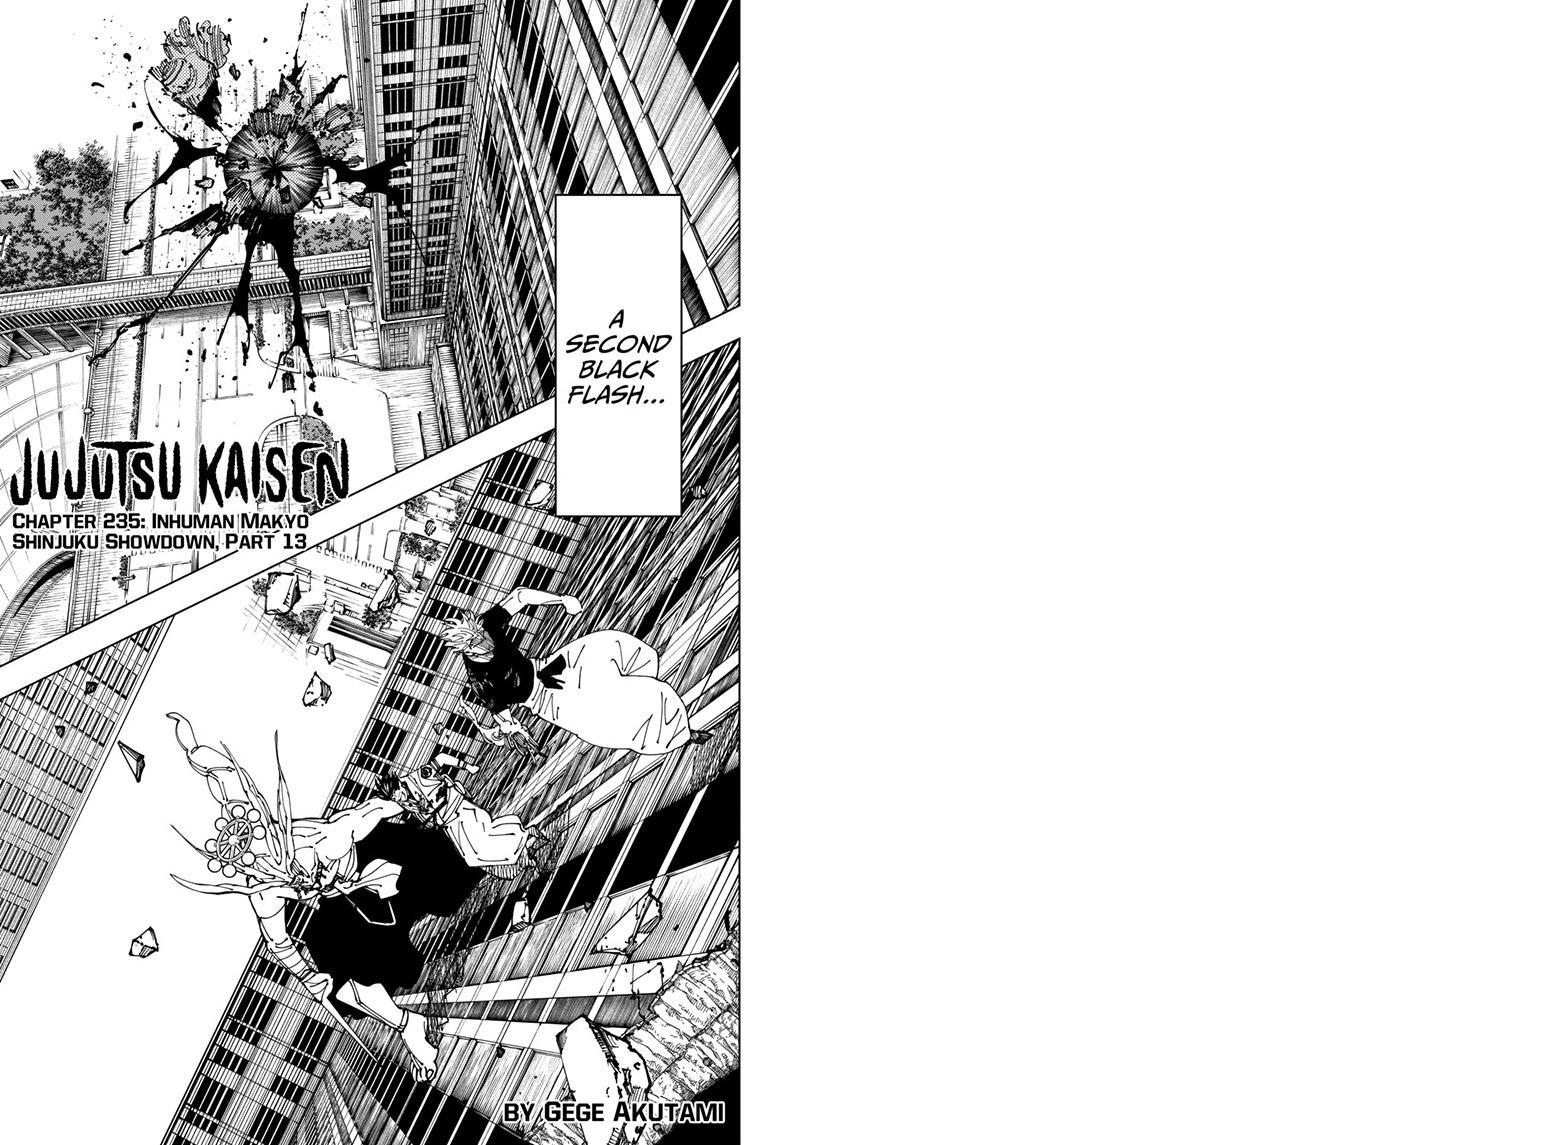 A
SECOND
BLACK
FLASH...
JUJUTSU KAISEN
CHAPTER 235: INHUMAN MAKYO
SHINJUKU SHOWDOWN, PART 13
BY GEGE AKUTAMI